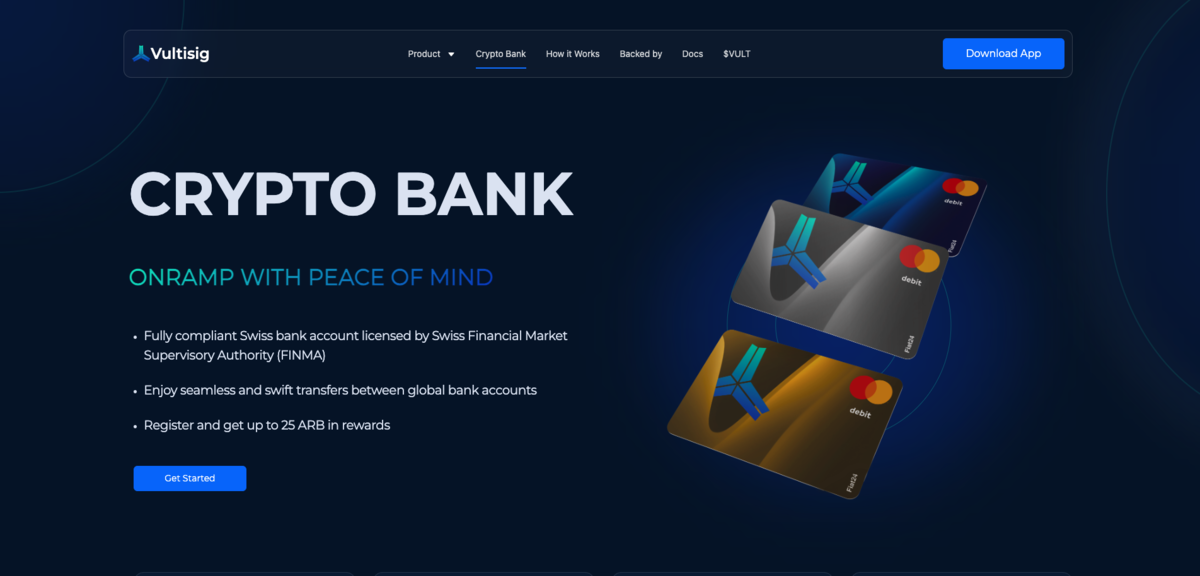 Vultisig
Product
Crypto Bank
How it Works
Backed by
Docs
$VULT
Download App
CRYPTO BANK
ONRAMP WITH PEACE OF MIND
• Fully compliant Swiss bank account licensed by Swiss Financial Market
Supervisory Authority (FINMA)
• Enjoy seamless and swift transfers between global bank accounts
• Register and get up to 25 ARB in rewards
Get Started
debit
Fiat24
debit
Fiat24
debit
Fiat24